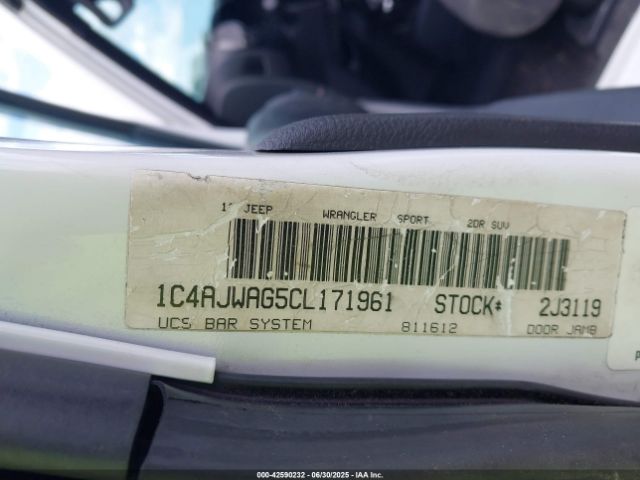 JEEP WRANGLER SPORT 2DR SUV
1C4AJWAG5CL171961 STOCK# 2J3119
UCS BAR SYSTEM 811612 DOOR JAMB
P
00-42590232 - 06/30/2025 - IAA Inc.